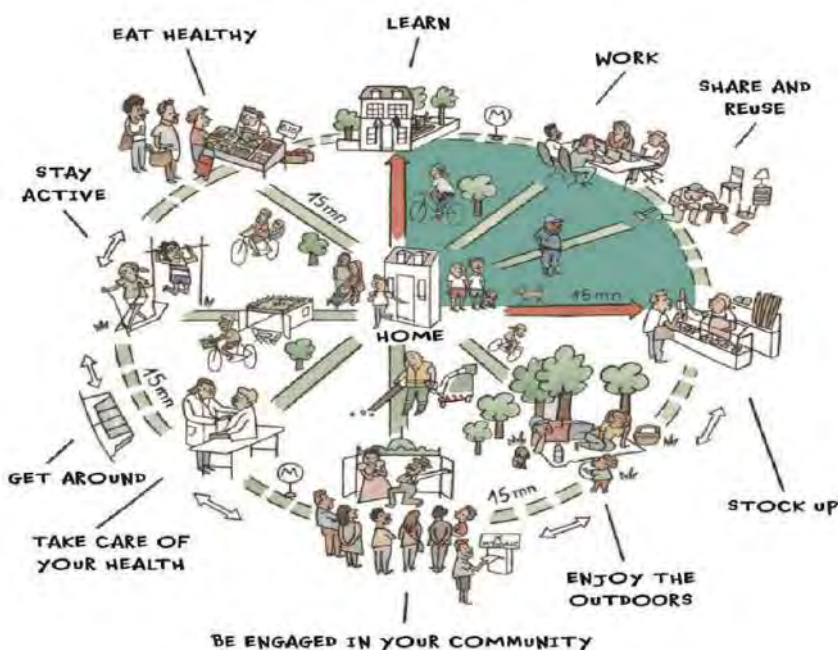 LEARN
EAT HEALTHY
WORK
SHARE AND
REUSE
BIO
M
STAY
ACTIVE
15mn
15mn
HOME
15mn
GET AROUND
M
15mn
STOCK UP
TAKE CARE OF
YOUR HEALTH
ENJOY THE
OUTDOORS
BE ENGAGED IN YOUR COMMUNITY